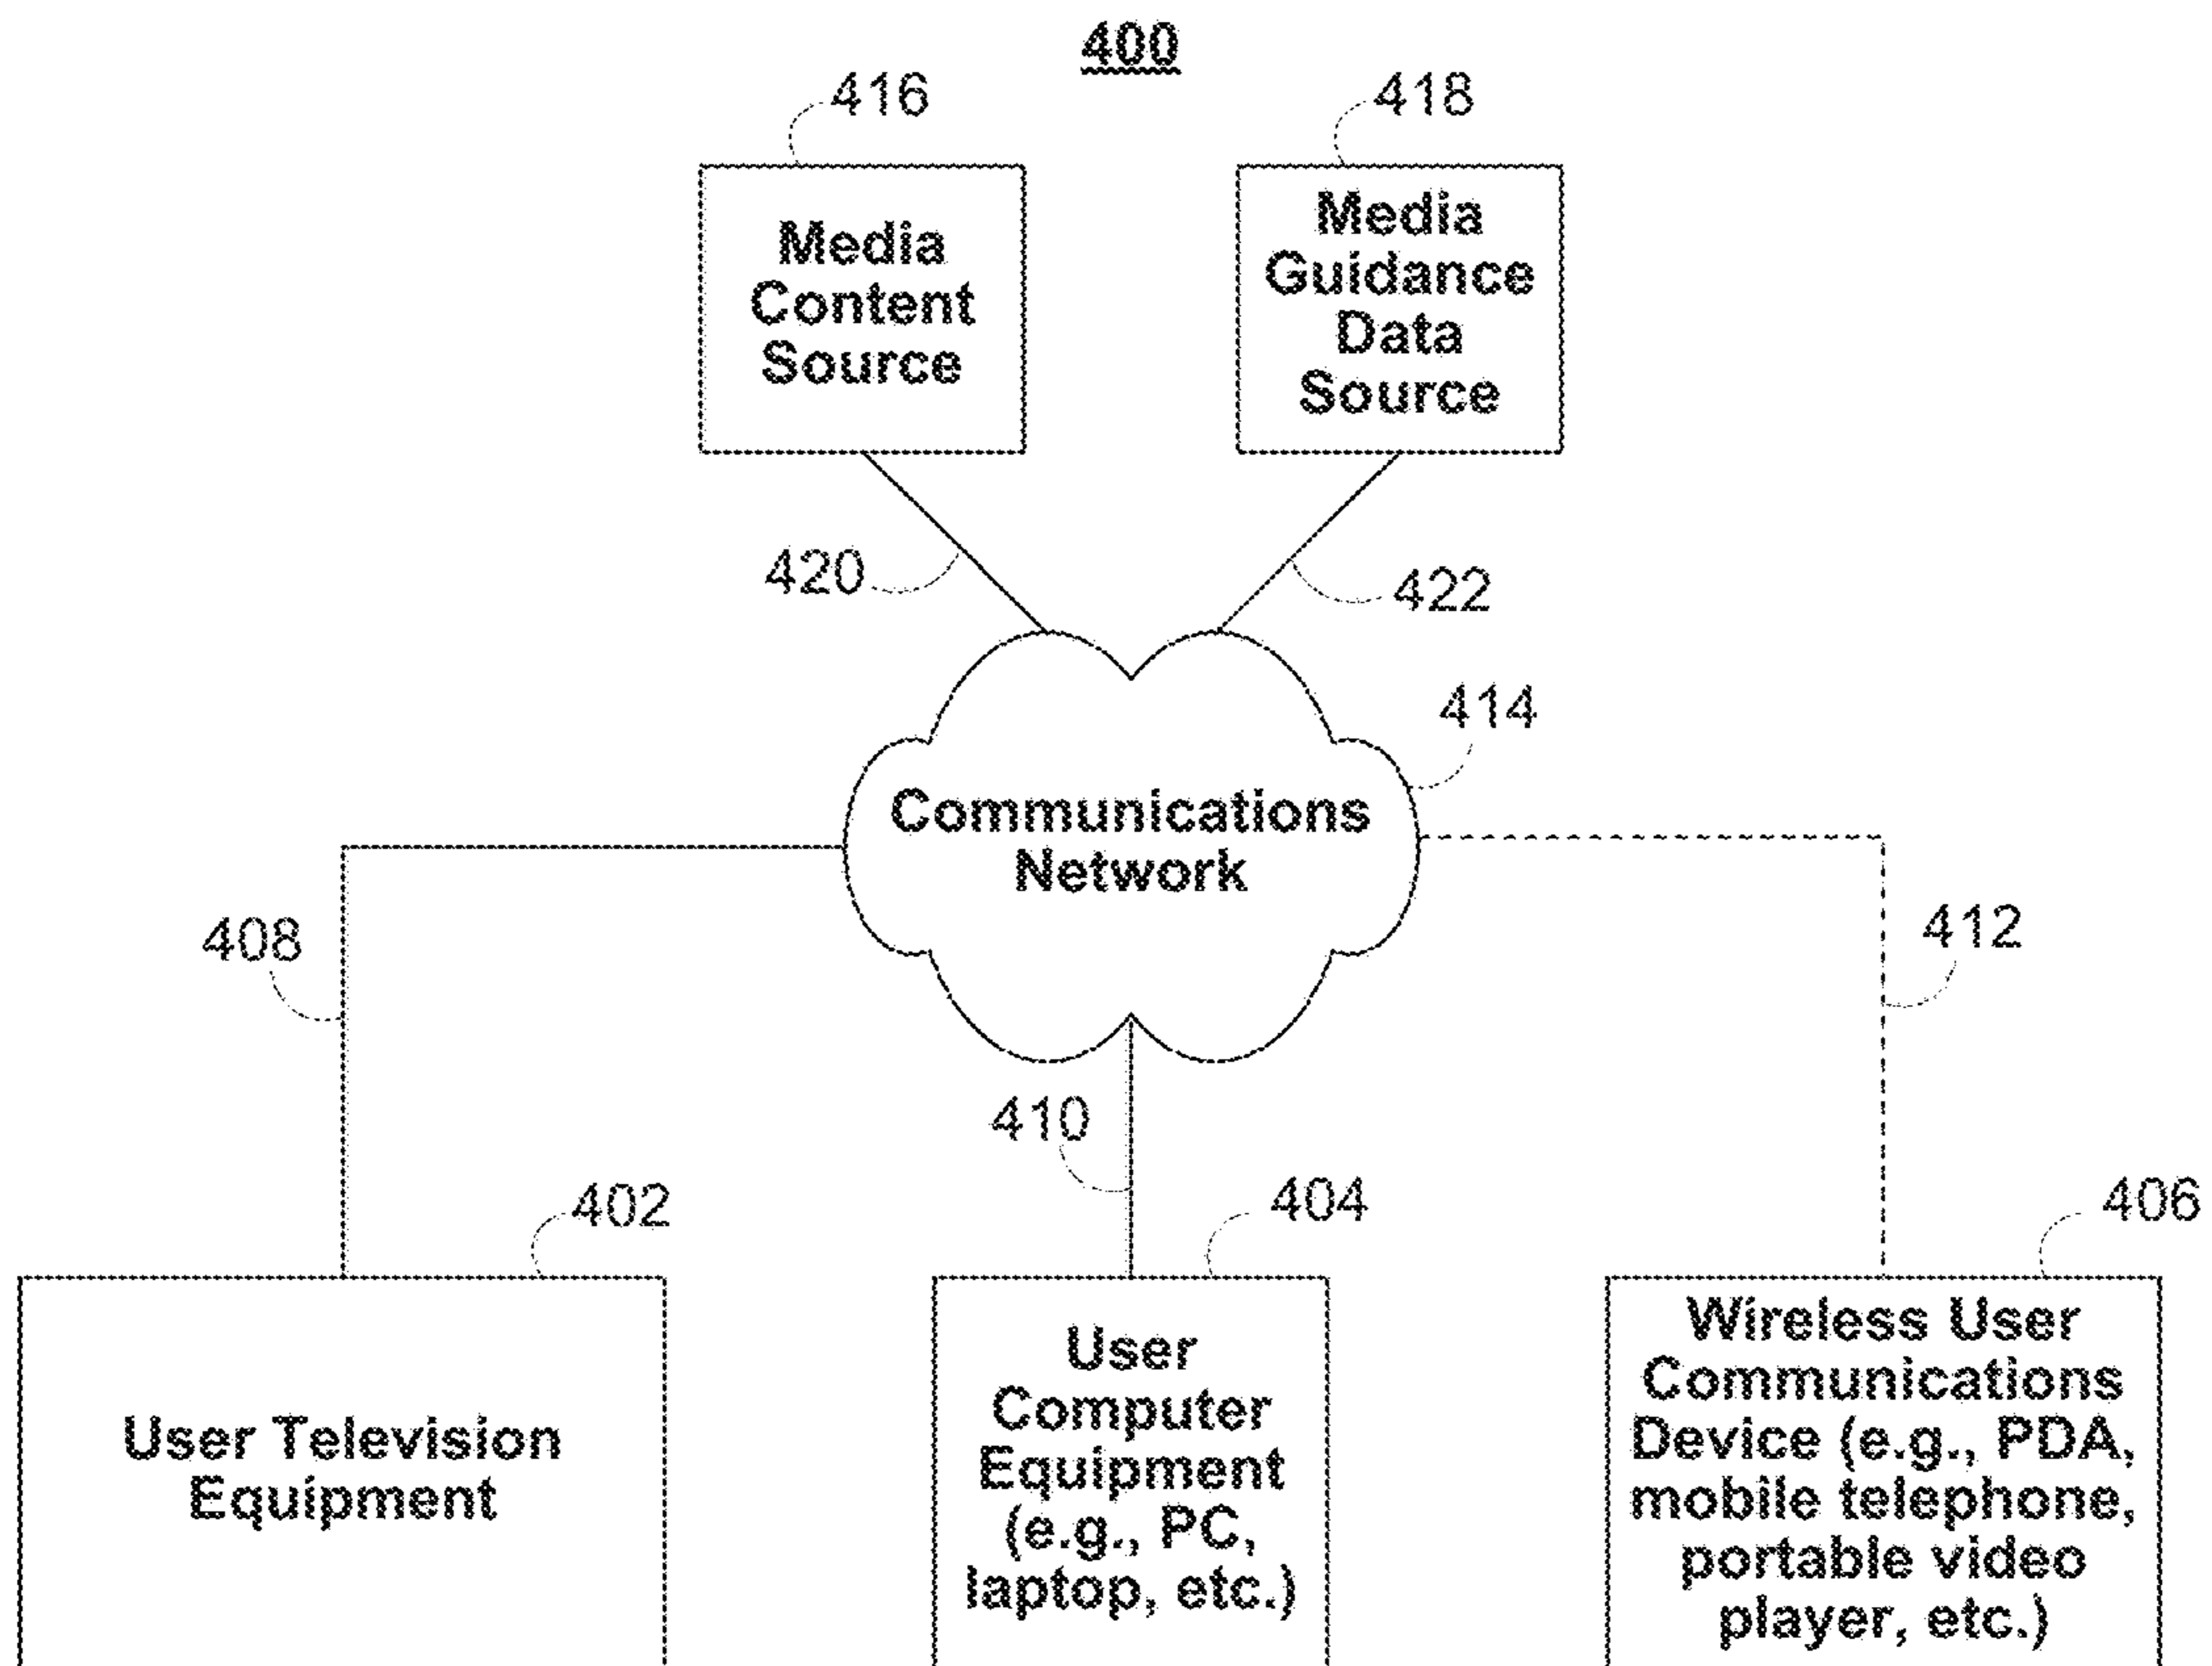 400
416
418
Media
Content
Source
Media
Guidance
Data
Source
420
422
414
Communications
Network
408
412
410
402
404
406
User Television
Equipment
User
Computer
Equipment
(e.g., PC,
laptop, etc.)
Wireless User
Communications
Device (e.g., PDA,
mobile telephone,
portable video
player, etc.)